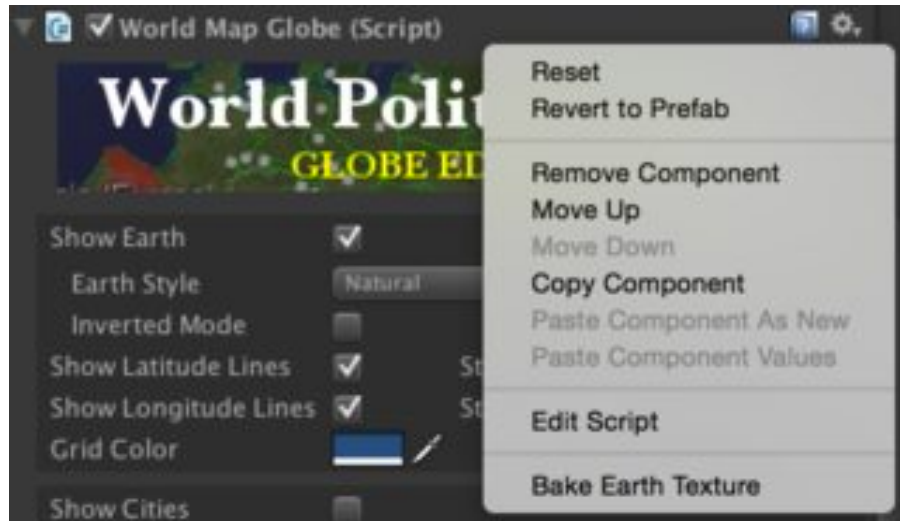 World Map Globe (Script)
World Polit
GLOBE ED
Show Earth
Earth Style Natural
Inverted Mode
Show Latitude Lines St
Show Longitude Lines St
Grid Color
Show Cities
Reset
Revert to Prefab
Remove Component
Move Up
Move Down
Copy Component
Paste Component As New
Paste Component Values
Edit Script
Bake Earth Texture